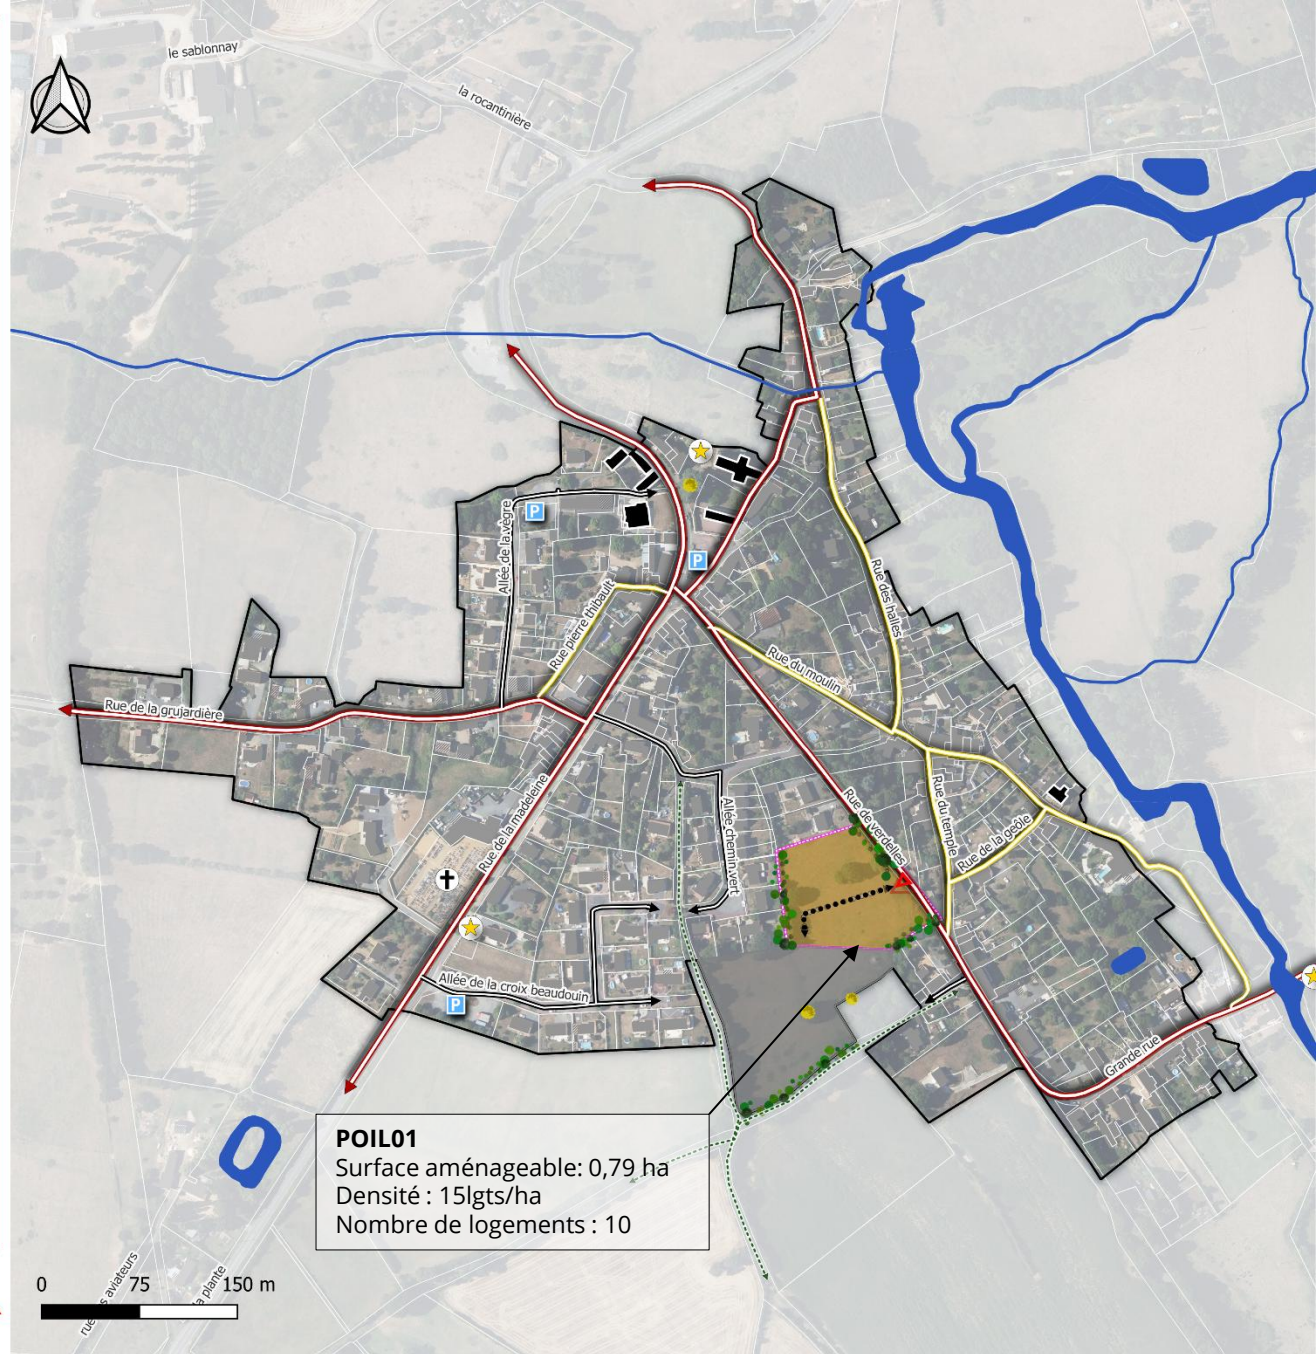 le sablonnay
la rocantinière
P
Allée de la vègre
P
Rue pierre thibault
Rue des halles
Rue du moulin
Rue de la grujardière
Rue de la madeleine
Allée chemin vert
Rue de verdelles
Rue du temple
Rue de la geôle
Allée de la croix beaudouin
P
Grande rue
POIL01
Surface aménageable: 0,79 ha
Densité : 15lgts/ha
Nombre de logements : 10
aviateurs
la plante
0 75 150 m